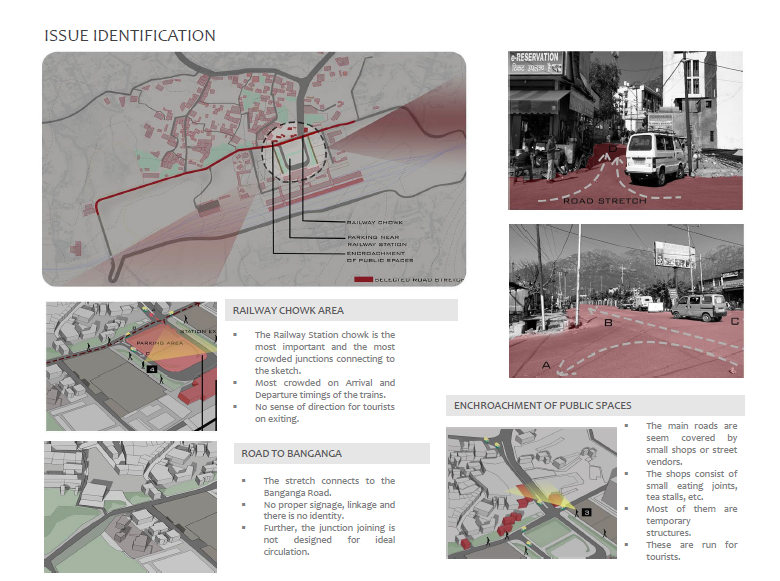 ISSUE IDENTIFICATION
RAILWAY CHOWK
PARKING NEAR
RAILWAY STATION
ENCROACHMENT
OF PUBLIC SPACES
SELECTED ROAD STRETCH
e-RESERVATION
D
ROAD STRETCH
A
B
C
STATION EX
PARKING AREA
4
RAILWAY CHOWK AREA
▪ The Railway Station chowk is the
most important and the most
crowded junctions connecting to
the sketch.
▪ Most crowded on Arrival and
Departure timings of the trains.
▪ No sense of direction for tourists
on exiting.
ROAD TO BANGANGA
▪ The stretch connects to the
Banganga Road.
▪ No proper signage, linkage and
there is no identity.
▪ Further, the junction joining is
not designed for ideal
circulation.
ENCHROACHMENT OF PUBLIC SPACES
3
▪ The main roads are
seem covered by
small shops or street
vendors.
▪ The shops consist of
small eating joints,
tea stalls, etc.
▪ Most of them are
temporary
structures.
▪ These are run for
tourists.